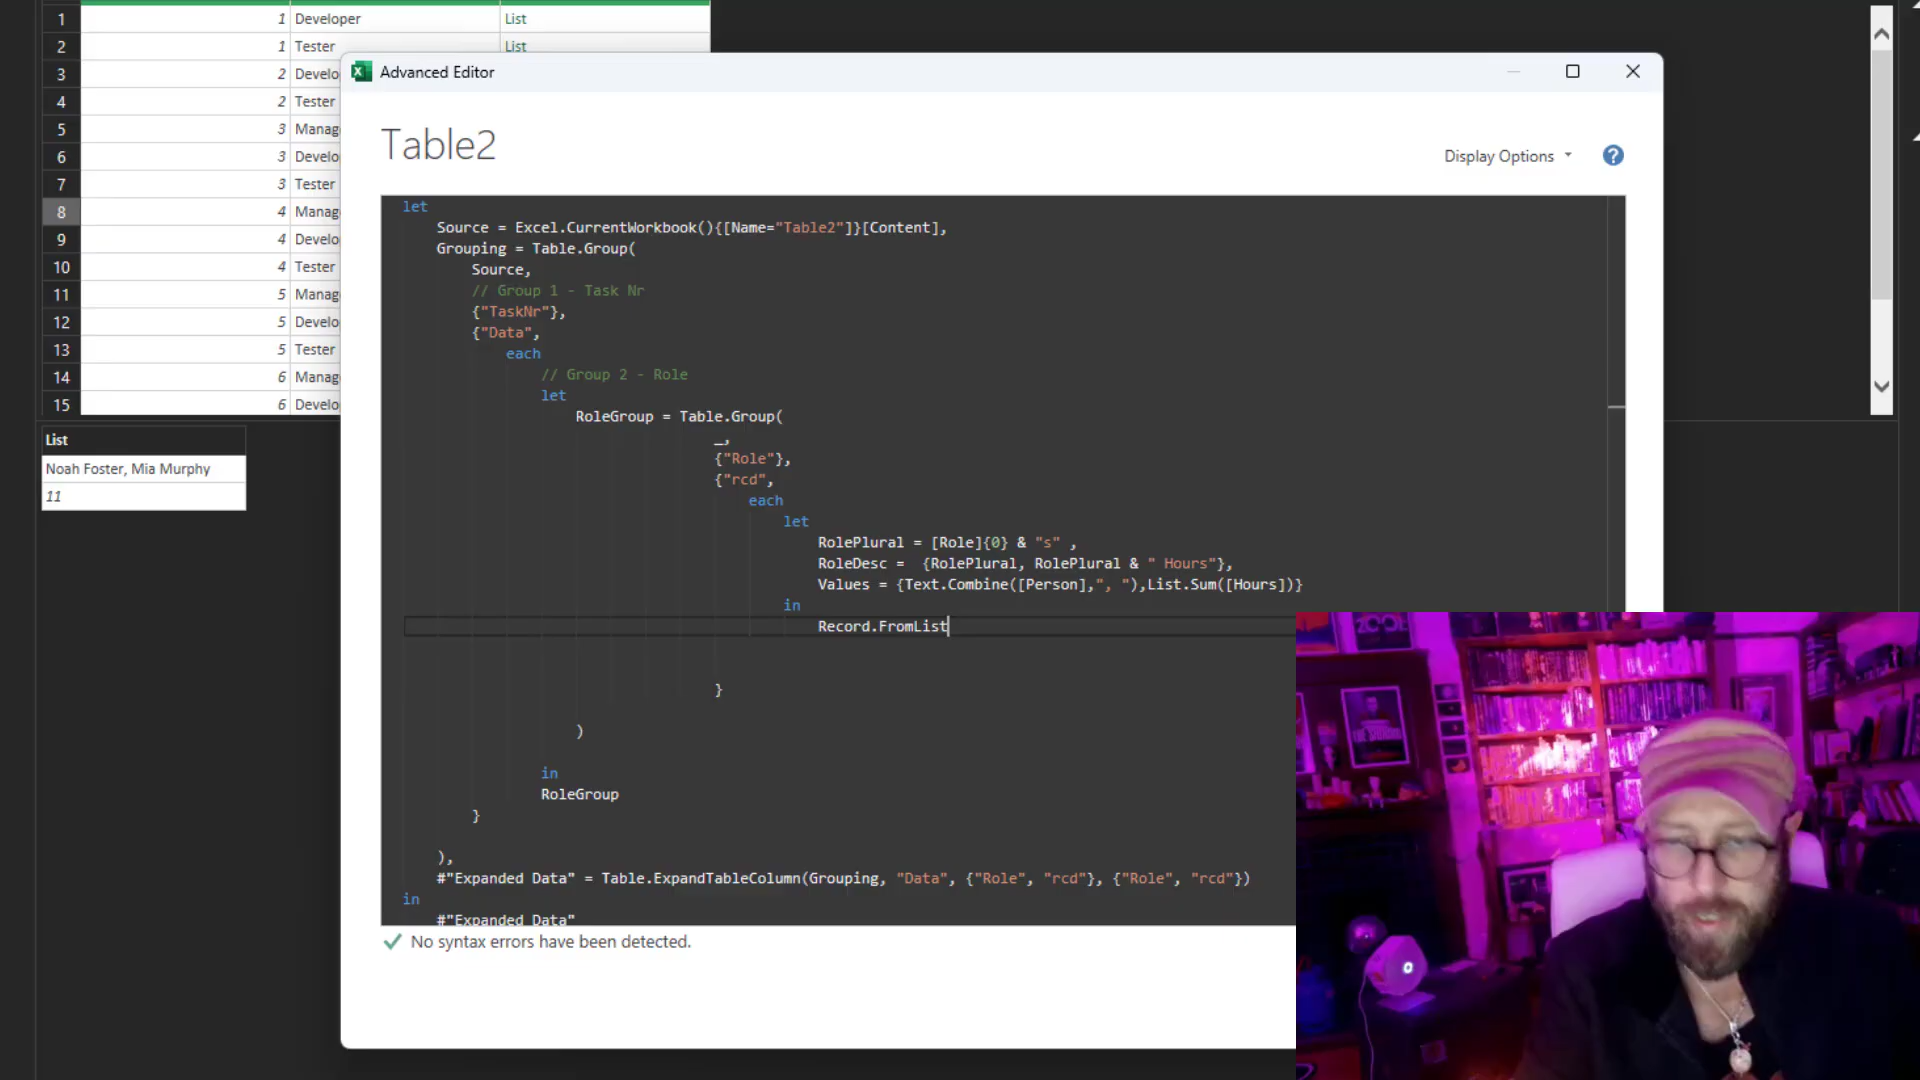 1 1 Developer List
2 1 Tester List
3 2 Develo
4 2 Tester
5 3 Manag
6 3 Develo
7 3 Tester
8 4 Manag
9 4 Develo
10 4 Tester
11 5 Manag
12 5 Develo
13 5 Tester
14 6 Manag
15 6 Develo
List
Noah Foster, Mia Murphy
11
Advanced Editor
Table2
Display Options
?
let
Source = Excel.CurrentWorkbook(){[Name="Table2"]}[Content],
Grouping = Table.Group(
Source,
// Group 1 - Task Nr
{"TaskNr"},
{"Data",
each
// Group 2 - Role
let
RoleGroup = Table.Group(
_,
{"Role"},
{"rcd",
each
let
RolePlural = [Role]{0} & "s" ,
RoleDesc =  {RolePlural, RolePlural & " Hours"},
Values = {Text.Combine([Person],", "),List.Sum([Hours])}
in
Record.FromList
}
)
in
RoleGroup
}
),
#"Expanded Data" = Table.ExpandTableColumn(Grouping, "Data", {"Role", "rcd"}, {"Role", "rcd"})
in
#"Expanded Data"
No syntax errors have been detected.